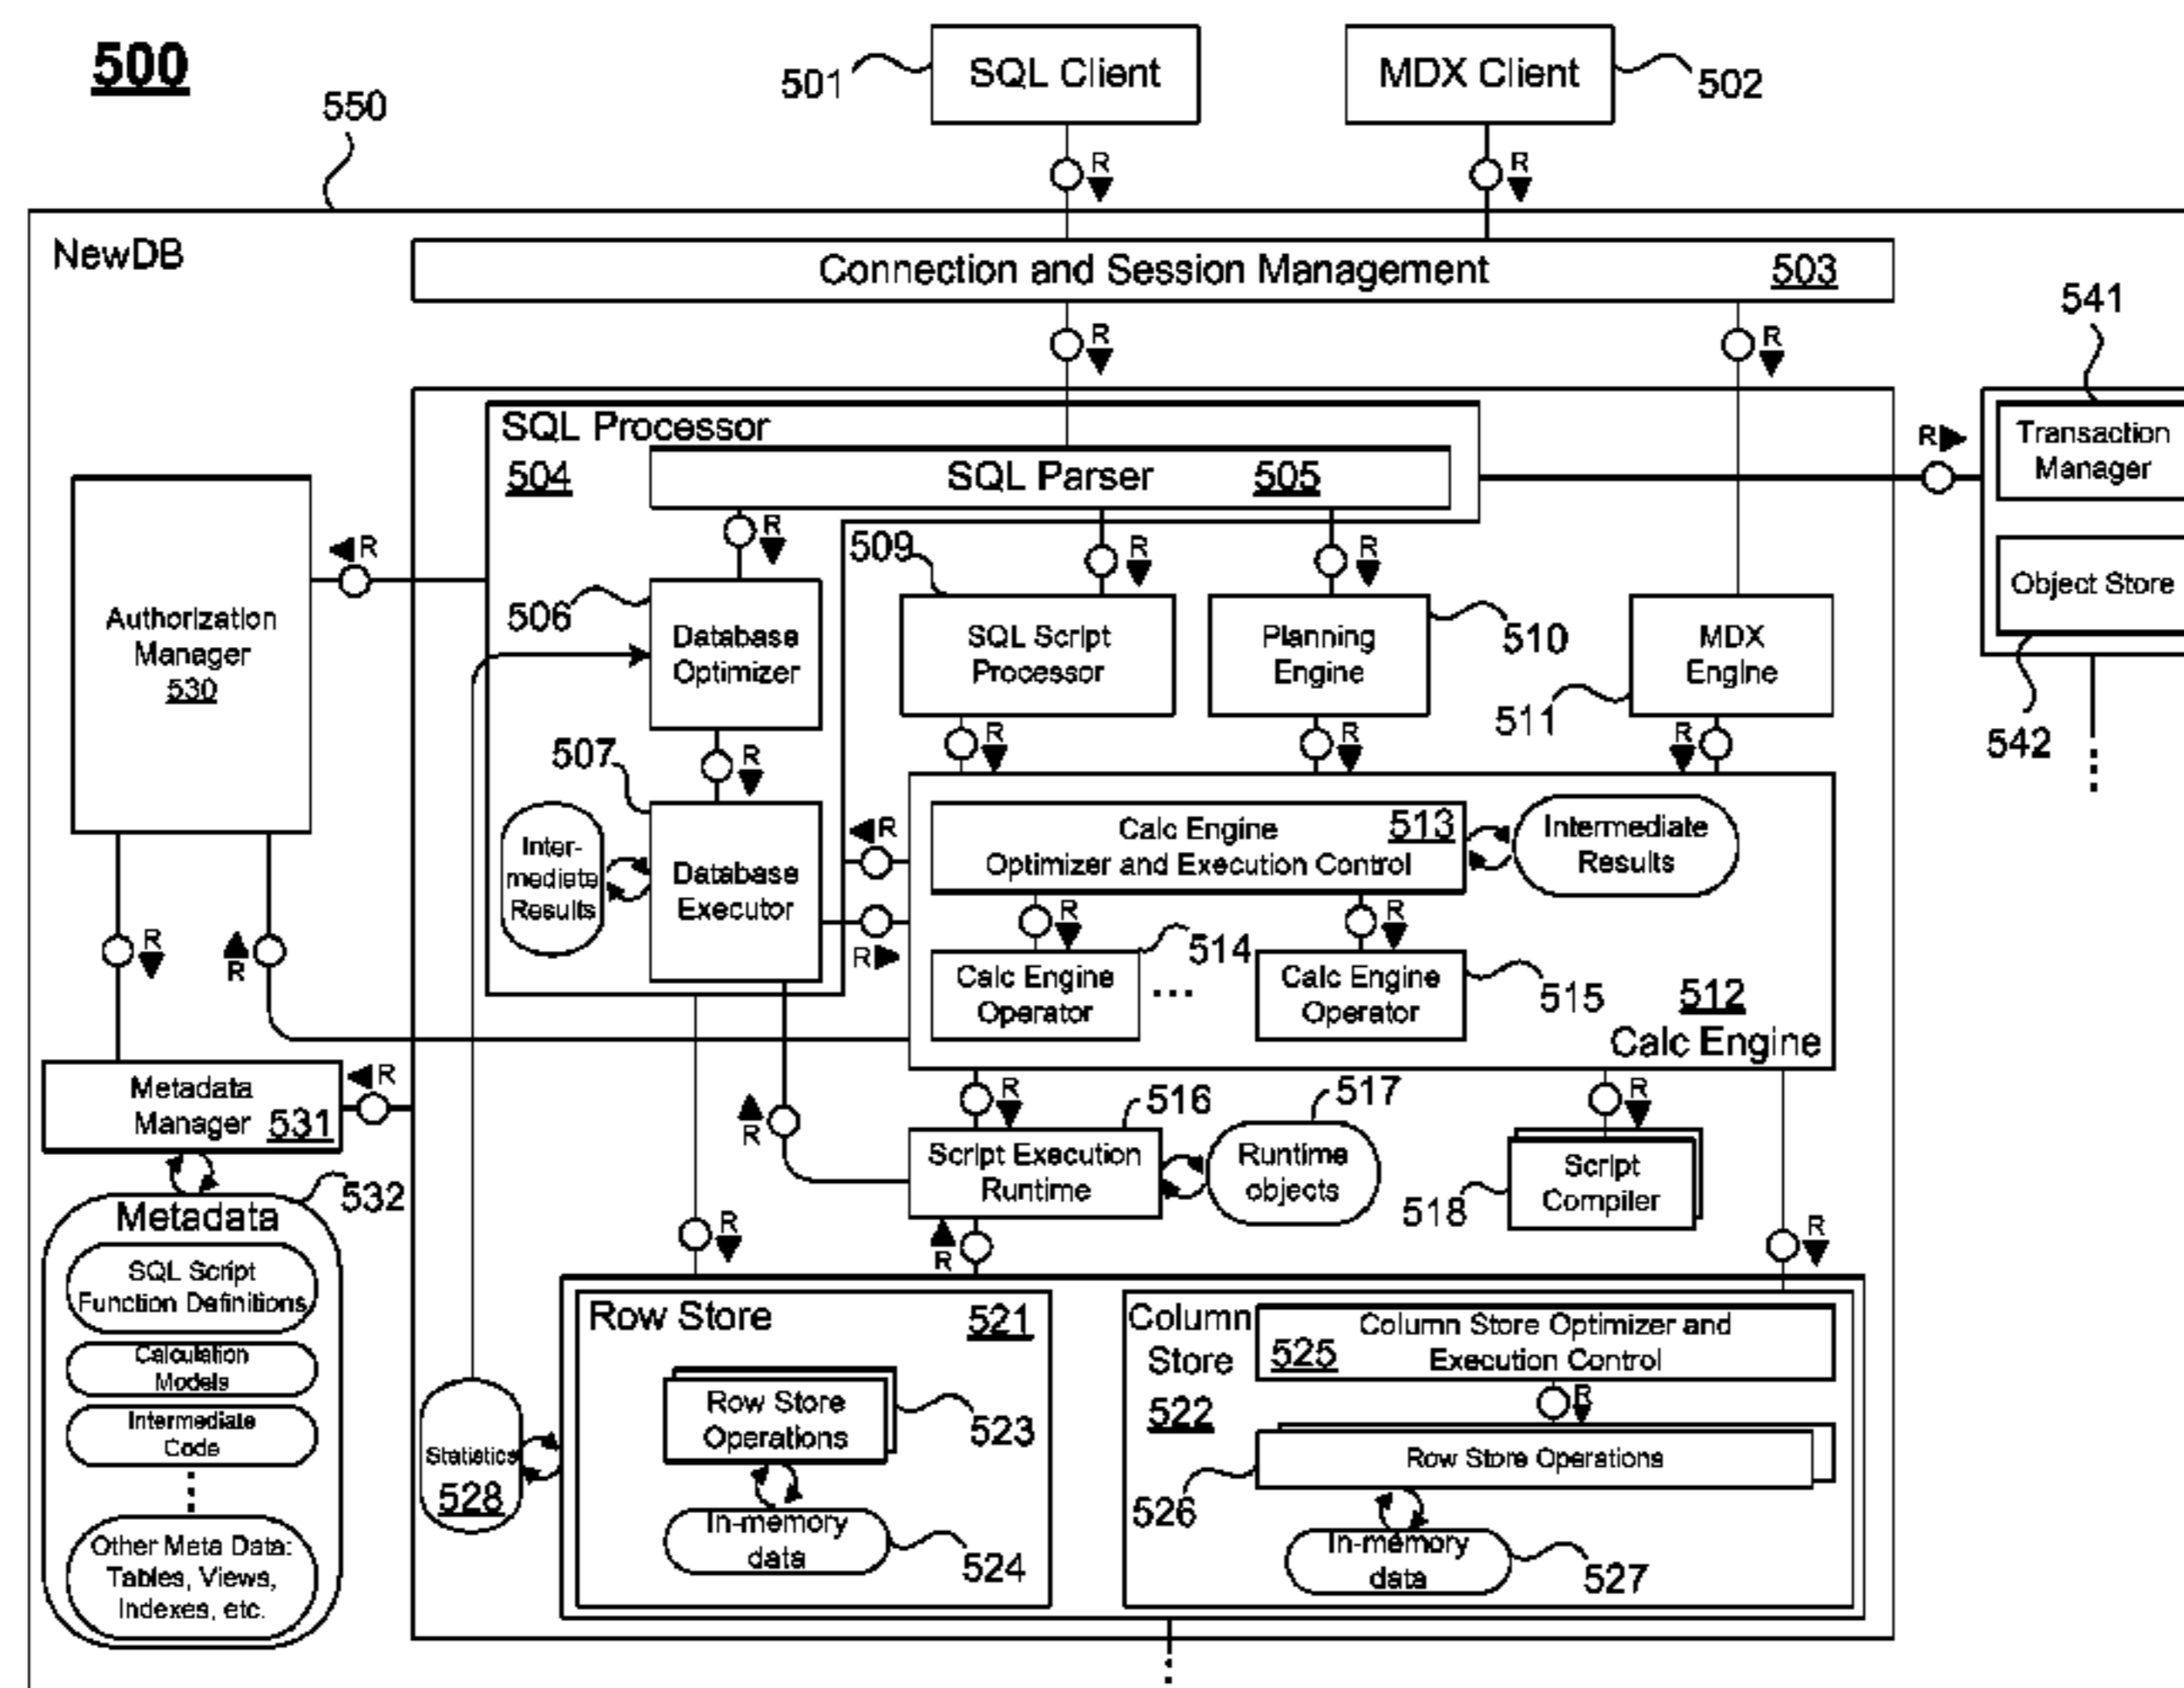 500
550
501
SQL Client
MDX Client
502
R
R
NewDB
Connection and Session Management 503
R
R
541
Transaction
Manager
Object Store
542
R
SQL Processor
504
SQL Parser 505
R
R
R
R
Authorization
Manager
530
506
Database
Optimizer
509
SQL Script
Processor
Planning
Engine
510
MDX
Engine
511
R
R
R
R
507
Inter-
mediate
Results
Database
Executor
R
R
Calc Engine 513
Optimizer and Execution Control
Intermediate
Results
R
R
Calc Engine
Operator
514
...
Calc Engine
Operator
515
512
Calc Engine
R
R
Metadata
Manager 531
R
R
R
R
516
Script Execution
Runtime
517
Runtime
objects
518
Script
Compiler
R
R
R
532
Metadata
SQL Script
Function Definitions
Calculation
Models
Intermediate
Code
Other Meta Data:
Tables, Views,
Indexes, etc.
Statistics
528
Row Store 521
Row Store
Operations
523
In-memory
data
524
Column
Store
522
Column Store Optimizer and
525 Execution Control
R
Row Store Operations
526
In-memory
data
527